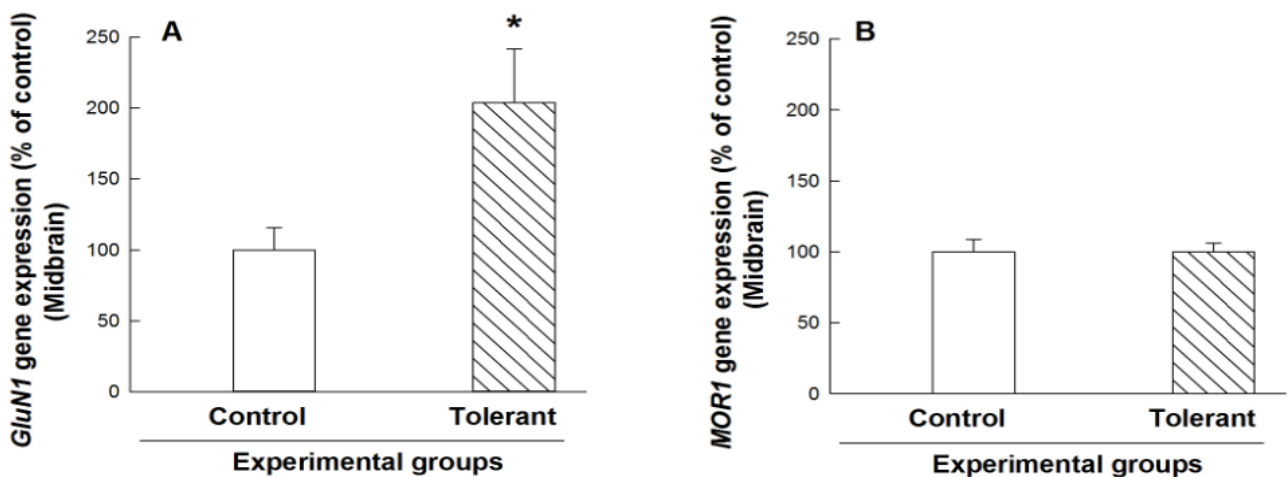 GluN1 gene expression (% of control)
(Midbrain)
A
*
250
200
150
100
50
0
Control Tolerant
Experimental groups
MOR1 gene expression (% of control)
(Midbrain)
B
250
200
150
100
50
0
Control Tolerant
Experimental groups